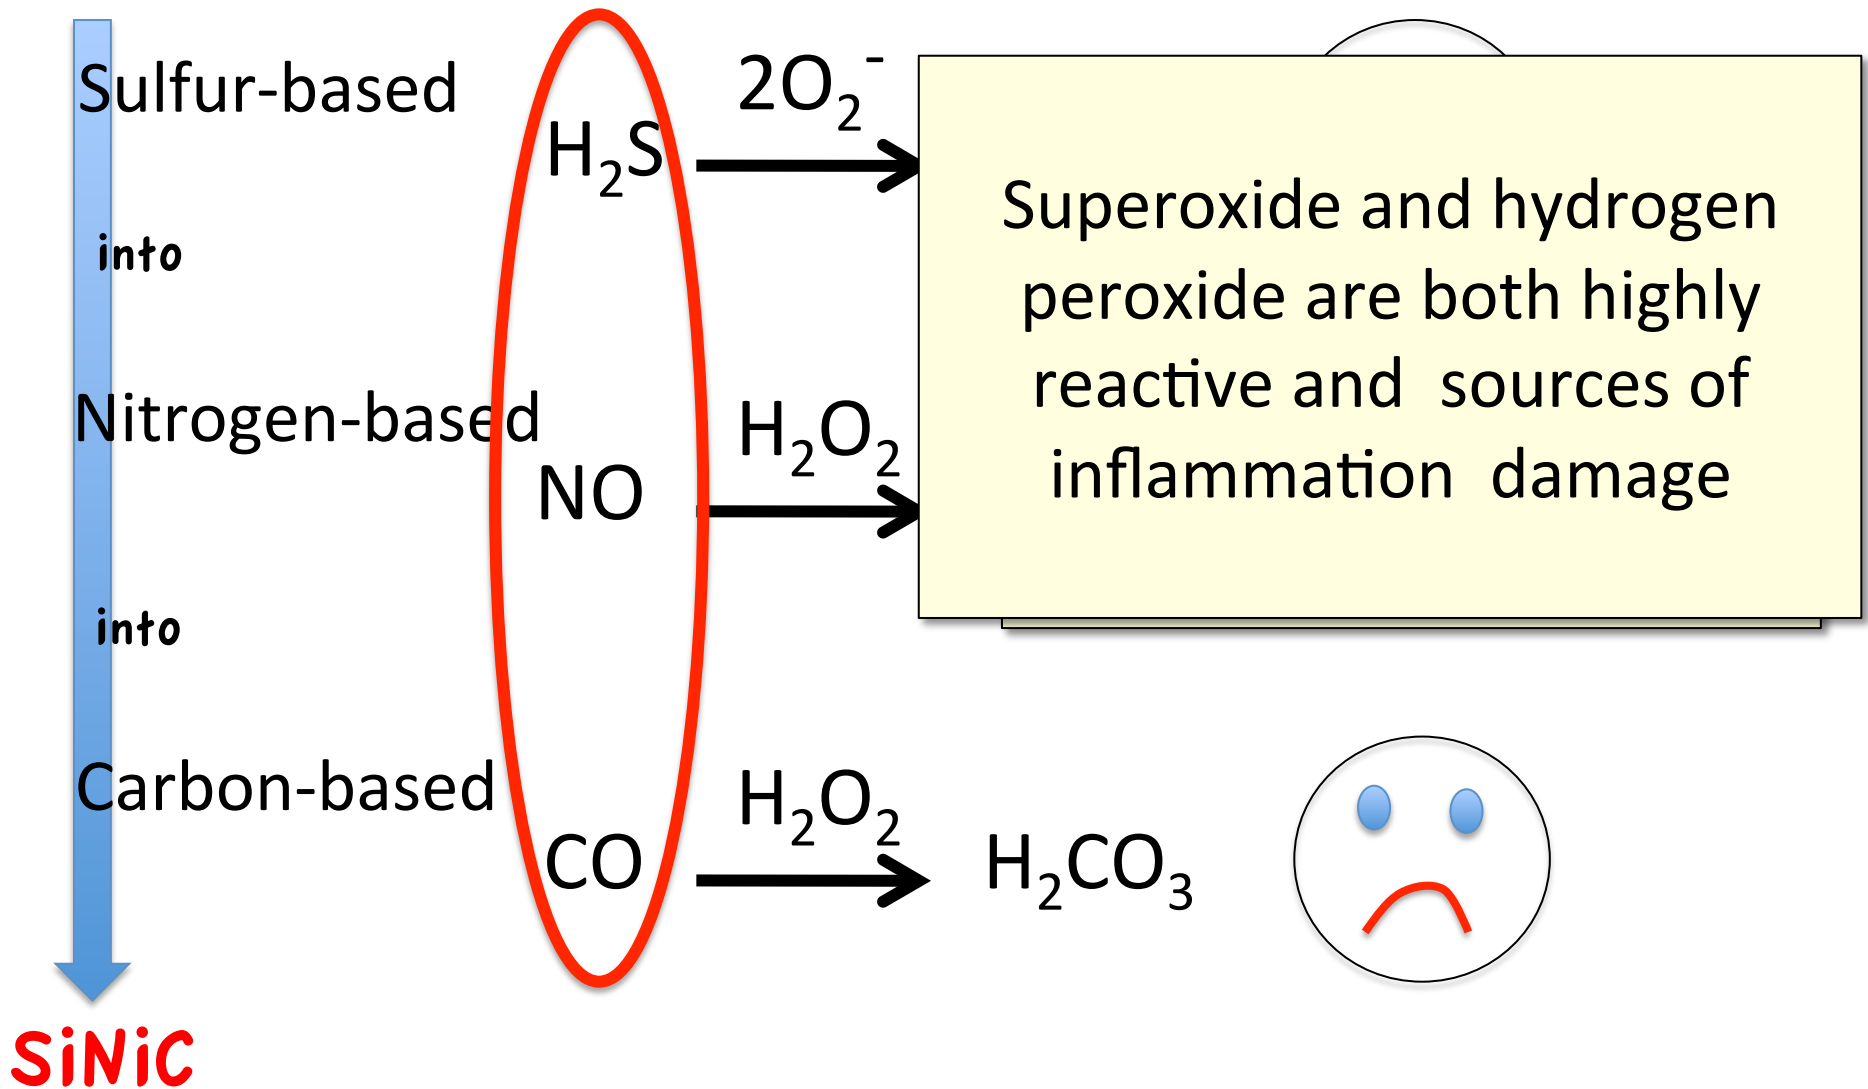 Sulfur-based
2O₂⁻
H₂S
Superoxide and hydrogen
peroxide are both highly
reactive and sources of
inflammation damage
into
Nitrogen-based
H₂O₂
NO
into
Carbon-based
H₂O₂
CO
H₂CO₃
SiNiC